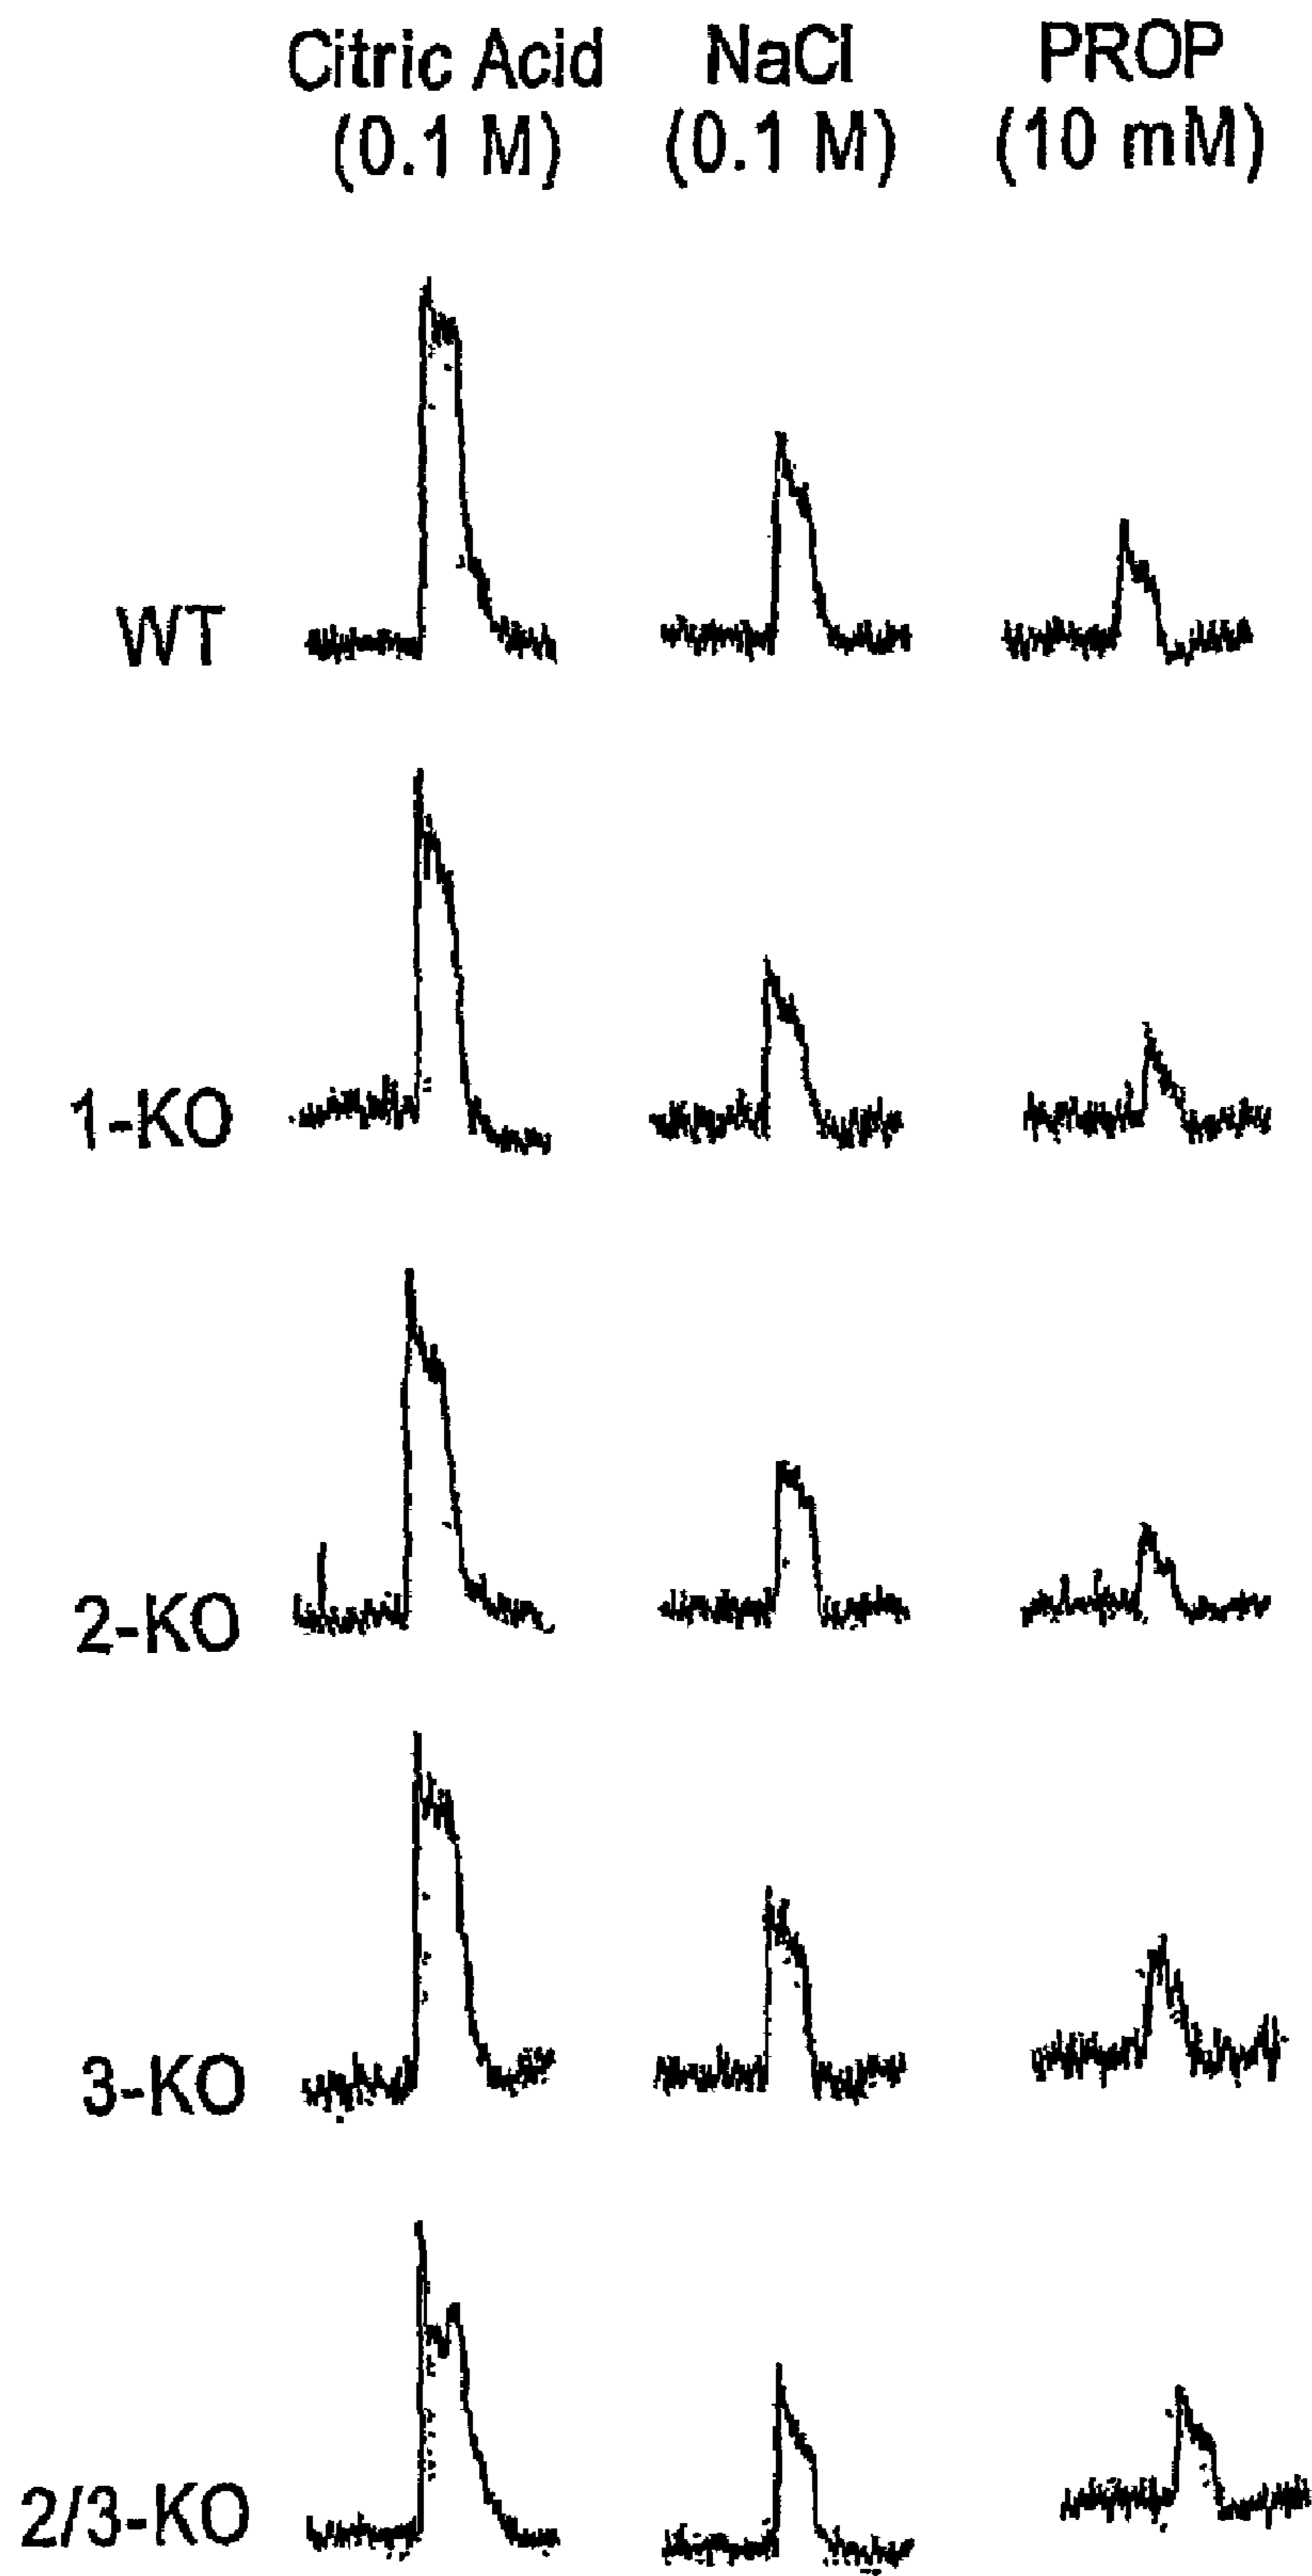 Citric Acid NaCl PROP
(0.1 M) (0.1 M) (10 mM)
WT
1-KO
2-KO
3-KO
2/3-KO